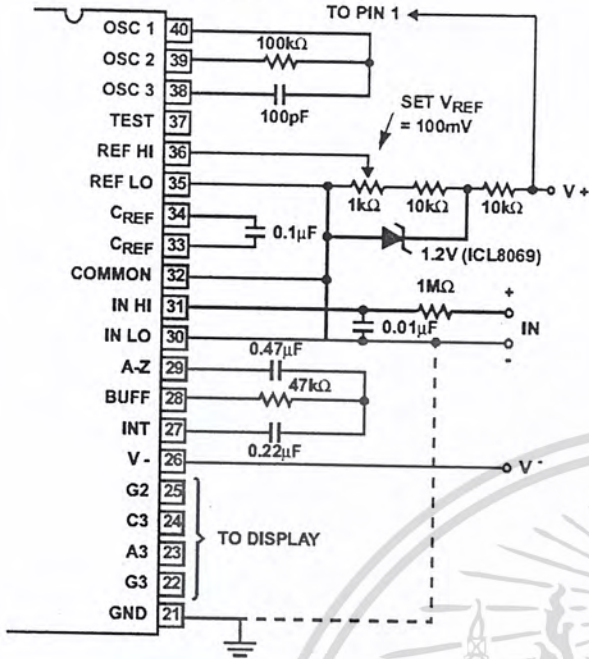 TO PIN 1
OSC 1 40
OSC 2 39
100kΩ
OSC 3 38
100pF
TEST 37
SET VREF
= 100mV
REF HI 36
REF LO 35
1kΩ
10kΩ
10kΩ
V +
CREF 34
0.1μF
CREF 33
1.2V (ICL8069)
COMMON 32
1MΩ
+
IN HI 31
IN
0.01μF
IN LO 30
-
0.47μF
A-Z 29
47kΩ
BUFF 28
INT 27
0.22μF
V - 26
V -
G2 25
C3 24
TO DISPLAY
A3 23
G3 22
GND 21